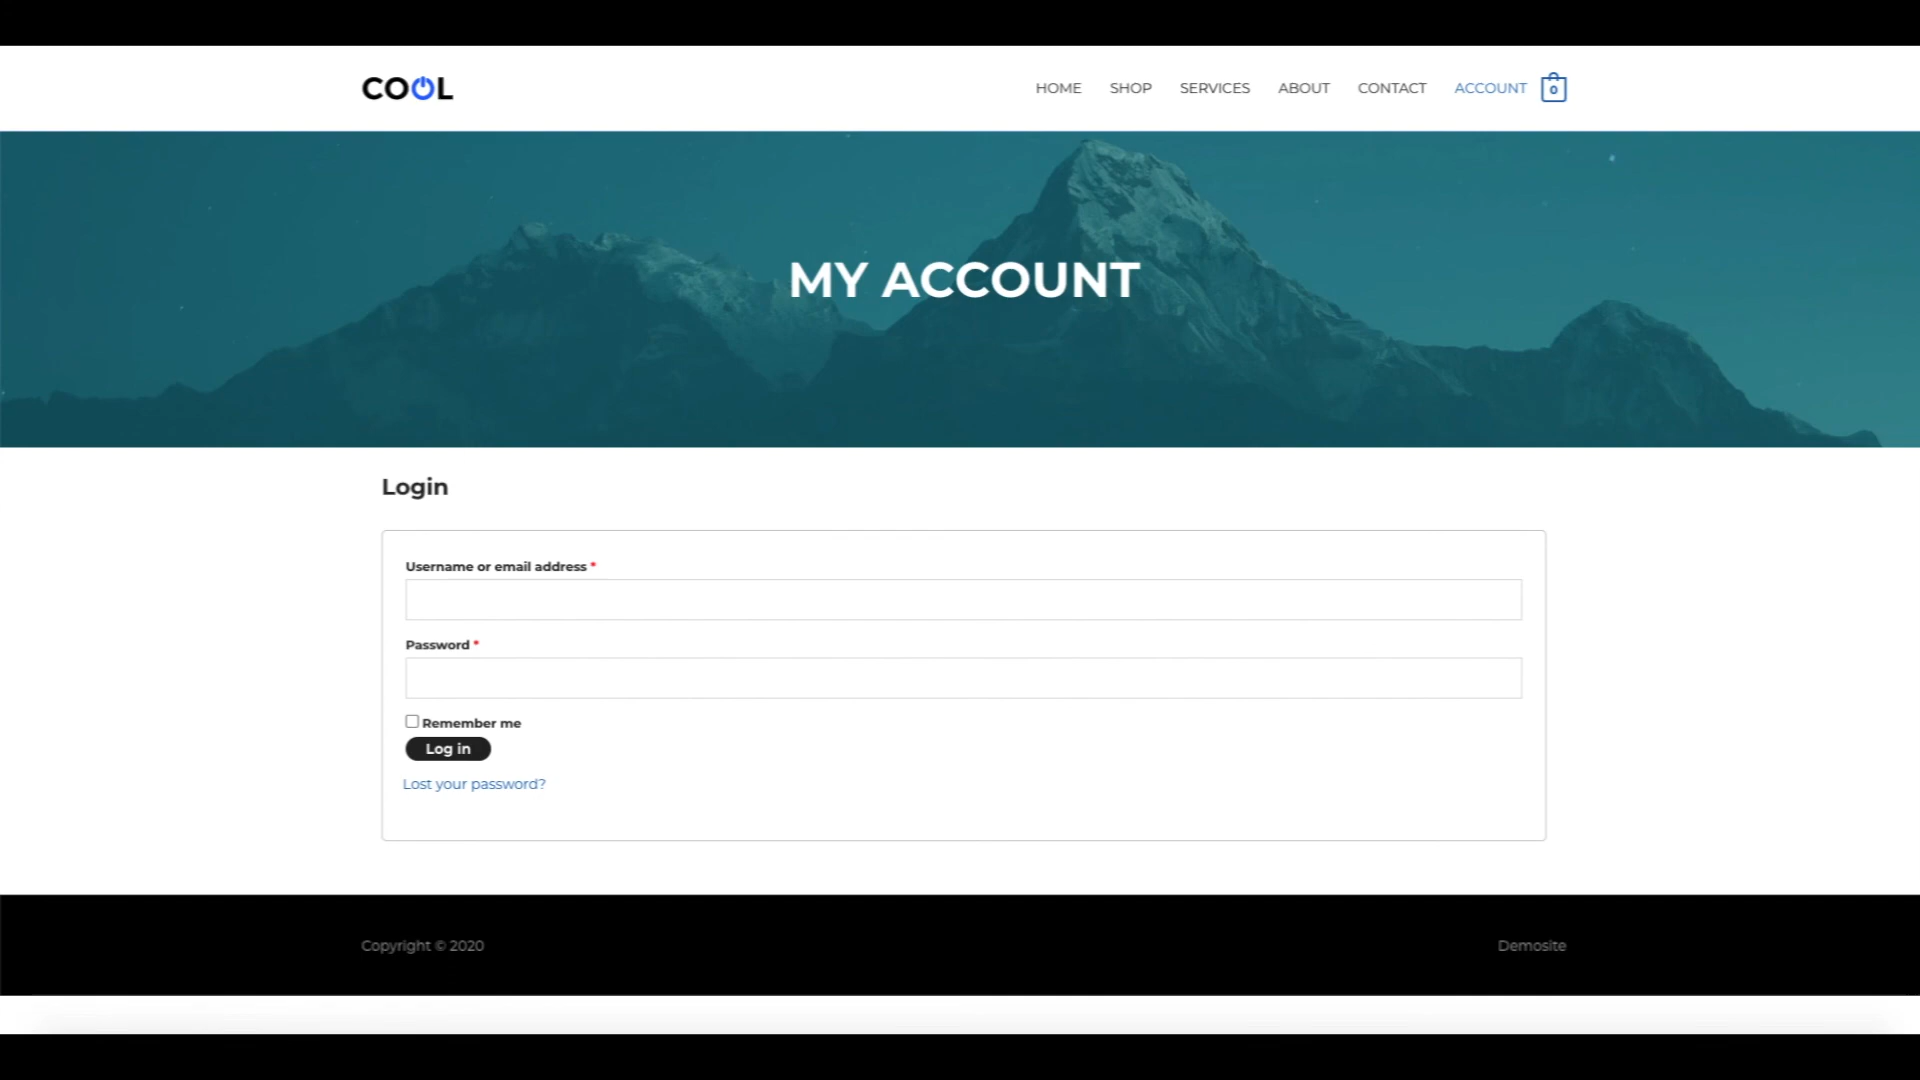 COOL
HOME SHOP SERVICES ABOUT CONTACT ACCOUNT 0
MY ACCOUNT
Login
Username or email address *
Password *
Remember me
Log in
Lost your password?
Copyright © 2020
Demosite